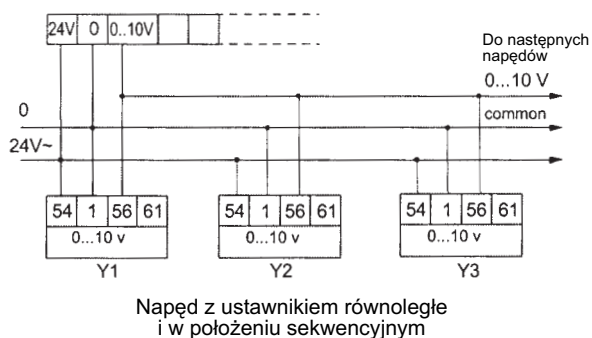 24V 0 0..10V
Do następnych
napędów
0...10 V
0
common
24V~
54 1 56 61
54 1 56 61
54 1 56 61
0...10 v
0...10 v
0...10 v
Y1
Y2
Y3
Napęd z ustawnikiem równoległe
i w położeniu sekwencyjnym